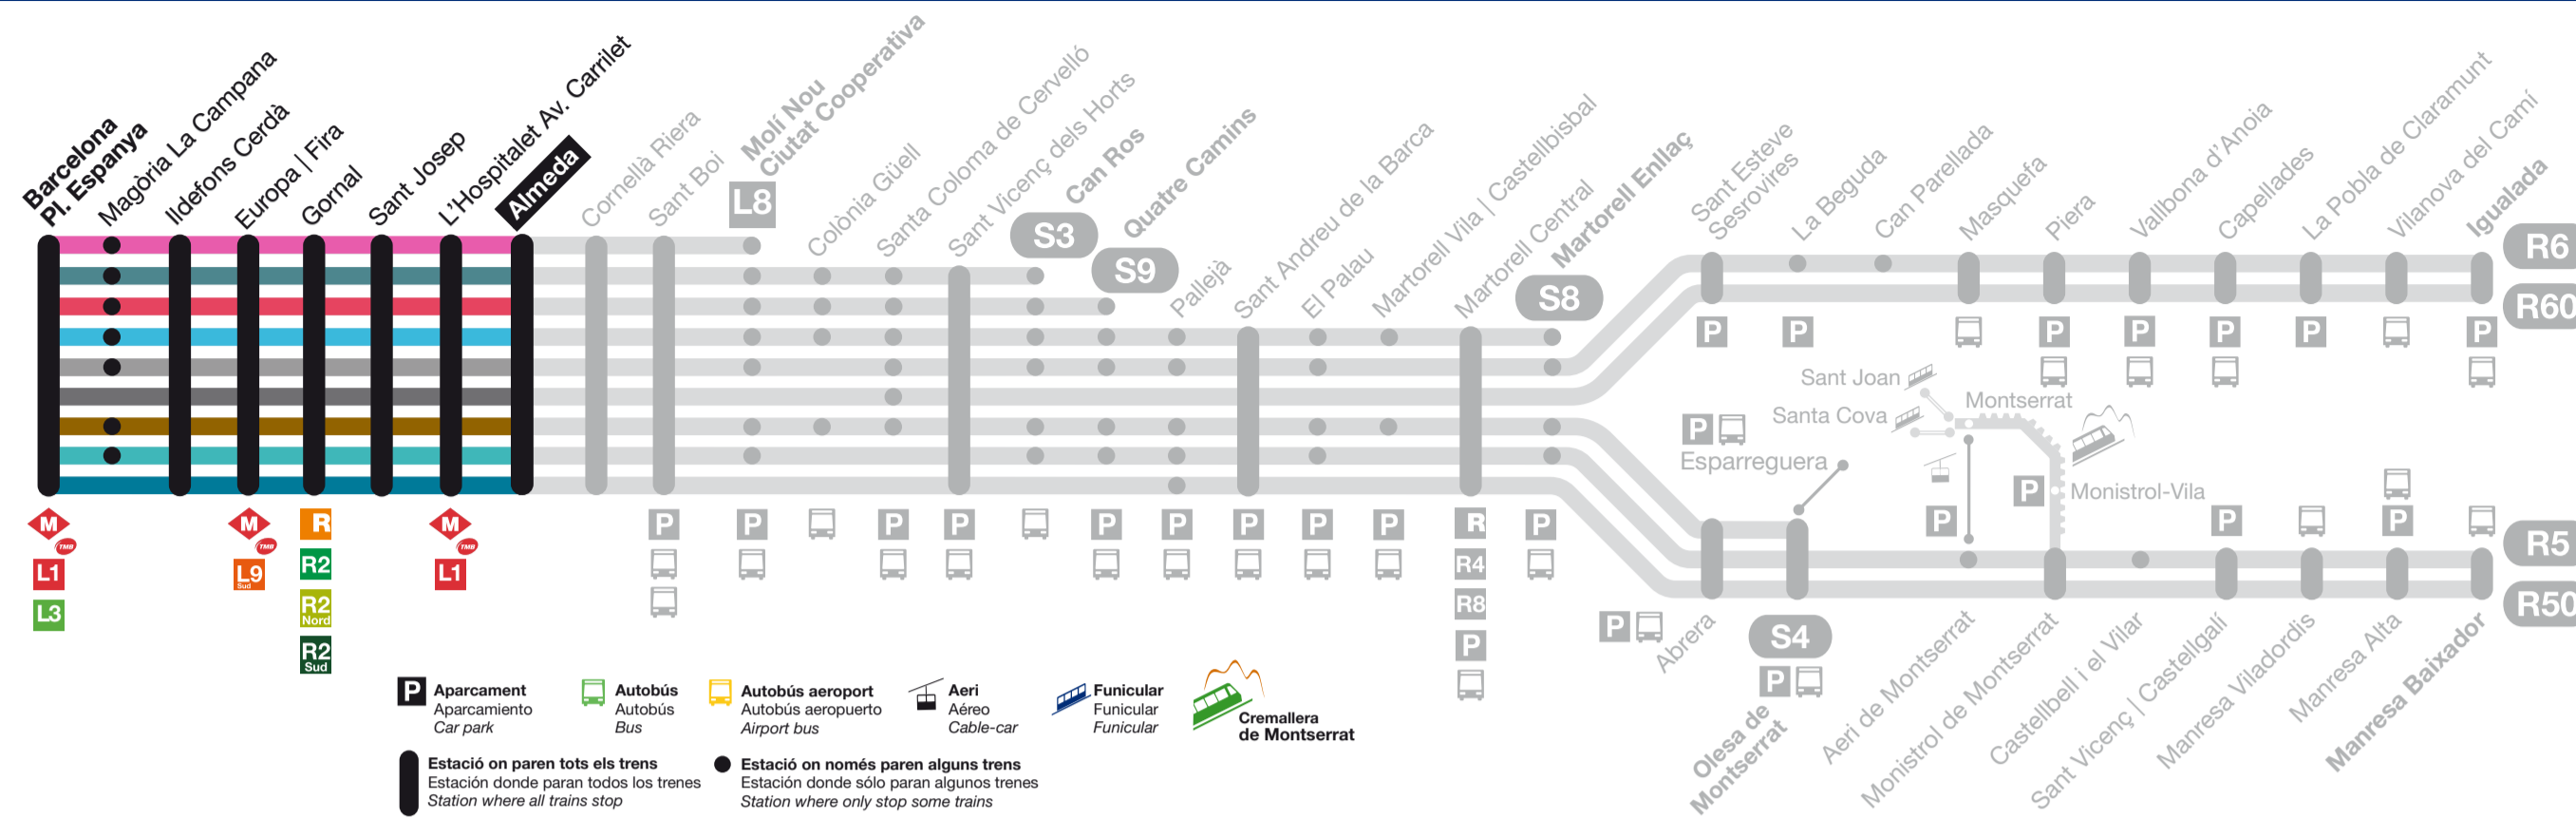 Barcelona
Pl. Espanya
Magòria La Campana
Ildefons Cerdà
Europa | Fira
Gornal
Sant Josep
L'Hospitalet Av. Carrilet
Almeda
Cornellà Riera
Sant Boi
Molí Nou
Ciutat Cooperativa
L8
Colònia Güell
Santa Coloma de Cervelló
Sant Vicenç dels Horts
Can Ros
S3
Quatre Camins
S9
Pallejà
Sant Andreu de la Barca
El Palau
Martorell Vila | Castellbisbal
Martorell Central
Martorell Enllaç
S8
Sant Esteve
Sesrovires
La Beguda
Can Parellada
Masquefa
Piera
Vallbona d'Anoia
Capellades
La Pobla de Claramunt
Vilanova del Camí
Igualada
R6
R60
P
P
P
P
P
P
P
Sant Joan
Santa Cova
Montserrat
P
Esparreguera
P
P
Monistrol-Vila
P
P
R5
R50
M
TMB
L1
L3
M
TMB
L9
Sud
R
R2
R2
Nord
R2
Sud
M
TMB
L1
P
P
P
P
P
P
P
P
P
R
R4
R8
P
P
P
Abrera
S4
P
Olesa de
Montserrat
Aeri de Montserrat
Monistrol de Montserrat
Castellbell i el Vilar
Sant Vicenç | Castellgalí
Manresa Viladordis
Manresa Alta
Manresa Baixador
P
Aparcament
Aparcamiento
Car park
Autobús
Autobús
Bus
Autobús aeroport
Autobús aeropuerto
Airport bus
Aeri
Aéreo
Cable-car
Funicular
Funicular
Funicular
Cremallera
de Montserrat
Estació on paren tots els trens
Estación donde paran todos los trenes
Station where all trains stop
Estació on només paren alguns trens
Estación donde sólo paran algunos trenes
Station where only stop some trains